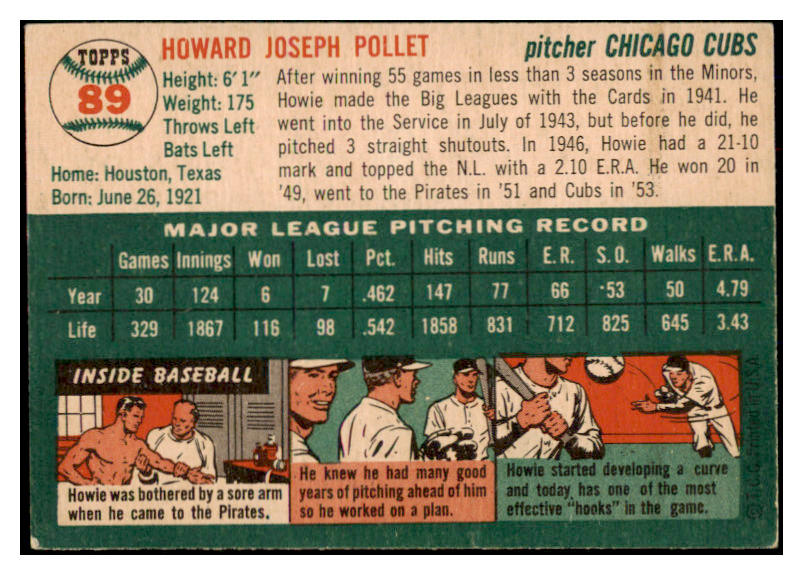 TOPPS
89
HOWARD JOSEPH POLLET
pitcher CHICAGO CUBS
Height: 6'1"
Weight: 175
Throws Left
Bats Left
Home: Houston, Texas
Born: June 26, 1921
After winning 55 games in less than 3 seasons in the Minors,
Howie made the Big Leagues with the Cards in 1941. He
went into the Service in July of 1943, but before he did, he
pitched 3 straight shutouts. In 1946, Howie had a 21-10
mark and topped the N.L. with a 2.10 E.R.A. He won 20 in
'49, went to the Pirates in '51 and Cubs in '53.
MAJOR LEAGUE PITCHING RECORD
Games Innings Won Lost Pct. Hits Runs E.R. S.O. Walks E.R.A.
Year 30 124 6 7 .462 147 77 66 53 50 4.79
Life 329 1867 116 98 .542 1858 831 712 825 645 3.43
INSIDE BASEBALL
Howie was bothered by a sore arm
when he came to the Pirates.
He knew he had many good
years of pitching ahead of him
so he worked on a plan.
Howie started developing a curve
and today has one of the most
effective "hooks" in the game.
© T.C.G. Printed in U.S.A.